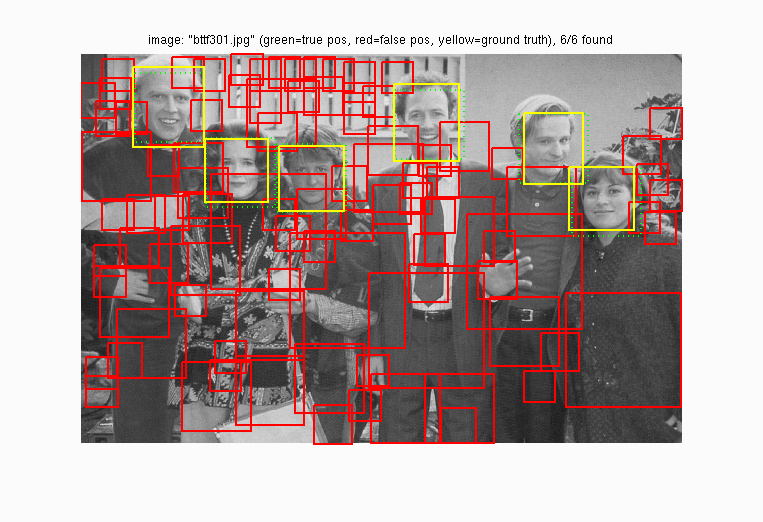 image: "bttf301.jpg" (green=true pos, red=false pos, yellow=ground truth), 6/6 found